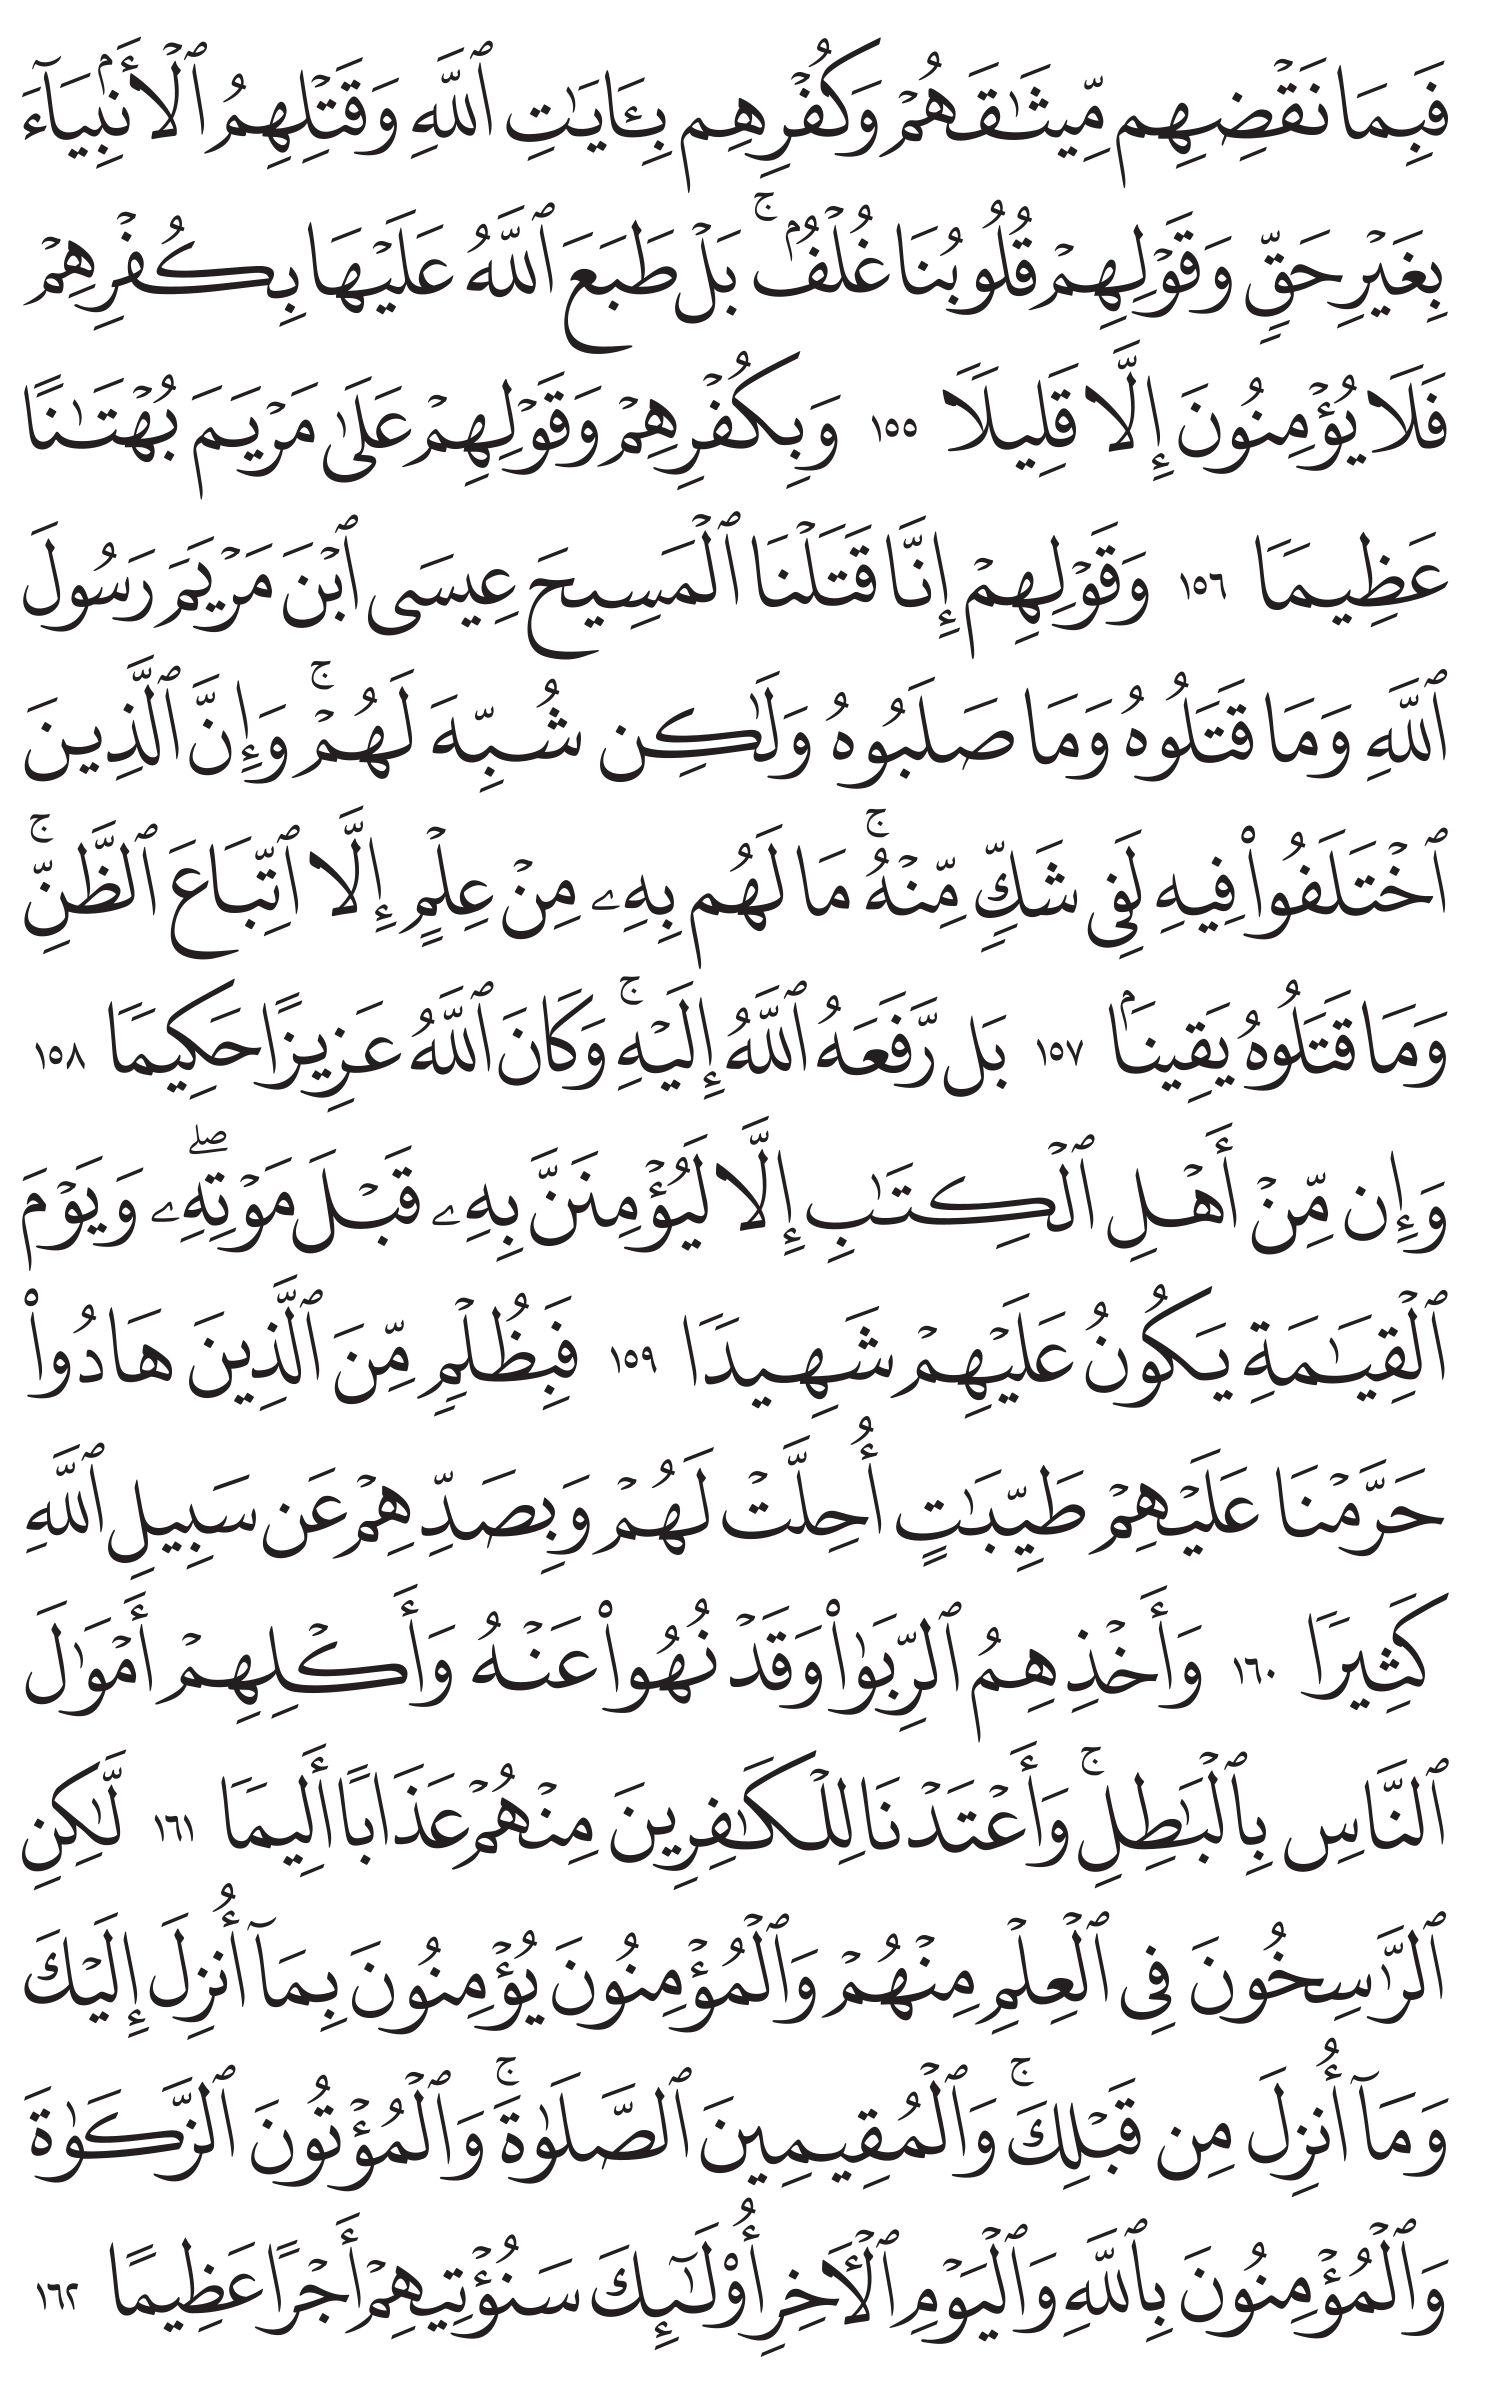 فَبِمَا نَقۡضِهِم مِّيثَٰقَهُمۡ وَكُفۡرِهِم بِـَٔايَٰتِ ٱللَّهِ وَقَتۡلِهِمُ ٱلۡأَنۢبِيَآءَ
بِغَيۡرِ حَقّٖ وَقَوۡلِهِمۡ قُلُوبُنَا غُلۡفُۢۚ بَلۡ طَبَعَ ٱللَّهُ عَلَيۡهَا بِكُفۡرِهِمۡ
فَلَا يُؤۡمِنُونَ إِلَّا قَلِيلٗا ١٥٥ وَبِكُفۡرِهِمۡ وَقَوۡلِهِمۡ عَلَىٰ مَرۡيَمَ بُهۡتَٰنًا
عَظِيمٗا ١٥٦ وَقَوۡلِهِمۡ إِنَّا قَتَلۡنَا ٱلۡمَسِيحَ عِيسَى ٱبۡنَ مَرۡيَمَ رَسُولَ
ٱللَّهِ وَمَا قَتَلُوهُ وَمَا صَلَبُوهُ وَلَٰكِن شُبِّهَ لَهُمۡۚ وَإِنَّ ٱلَّذِينَ
ٱخۡتَلَفُواْ فِيهِ لَفِي شَكّٖ مِّنۡهُۚ مَا لَهُم بِهِۦ مِنۡ عِلۡمٍ إِلَّا ٱتِّبَاعَ ٱلظَّنِّۚ
وَمَا قَتَلُوهُ يَقِينَۢا ١٥٧ بَل رَّفَعَهُ ٱللَّهُ إِلَيۡهِۚ وَكَانَ ٱللَّهُ عَزِيزًا حَكِيمٗا ١٥٨
وَإِن مِّنۡ أَهۡلِ ٱلۡكِتَٰبِ إِلَّا لَيُؤۡمِنَنَّ بِهِۦ قَبۡلَ مَوۡتِهِۦۖ وَيَوۡمَ
ٱلۡقِيَٰمَةِ يَكُونُ عَلَيۡهِمۡ شَهِيدٗا ١٥٩ فَبِظُلۡمٖ مِّنَ ٱلَّذِينَ هَادُواْ
حَرَّمۡنَا عَلَيۡهِمۡ طَيِّبَٰتٍ أُحِلَّتۡ لَهُمۡ وَبِصَدِّهِمۡ عَن سَبِيلِ ٱللَّهِ
كَثِيرٗا ١٦٠ وَأَخۡذِهِمُ ٱلرِّبَوٰاْ وَقَدۡ نُهُواْ عَنۡهُ وَأَكۡلِهِمۡ أَمۡوَٰلَ
ٱلنَّاسِ بِٱلۡبَٰطِلِۚ وَأَعۡتَدۡنَا لِلۡكَٰفِرِينَ مِنۡهُمۡ عَذَابًا أَلِيمٗا ١٦١ لَّٰكِنِ
ٱلرَّٰسِخُونَ فِي ٱلۡعِلۡمِ مِنۡهُمۡ وَٱلۡمُؤۡمِنُونَ يُؤۡمِنُونَ بِمَآ أُنزِلَ إِلَيۡكَ
وَمَآ أُنزِلَ مِن قَبۡلِكَۚ وَٱلۡمُقِيمِينَ ٱلصَّلَوٰةَۚ وَٱلۡمُؤۡتُونَ ٱلزَّكَوٰةَ
وَٱلۡمُؤۡمِنُونَ بِٱللَّهِ وَٱلۡيَوۡمِ ٱلۡأٓخِرِ أُوْلَٰٓئِكَ سَنُؤۡتِيهِمۡ أَجۡرًا عَظِيمًا ١٦٢